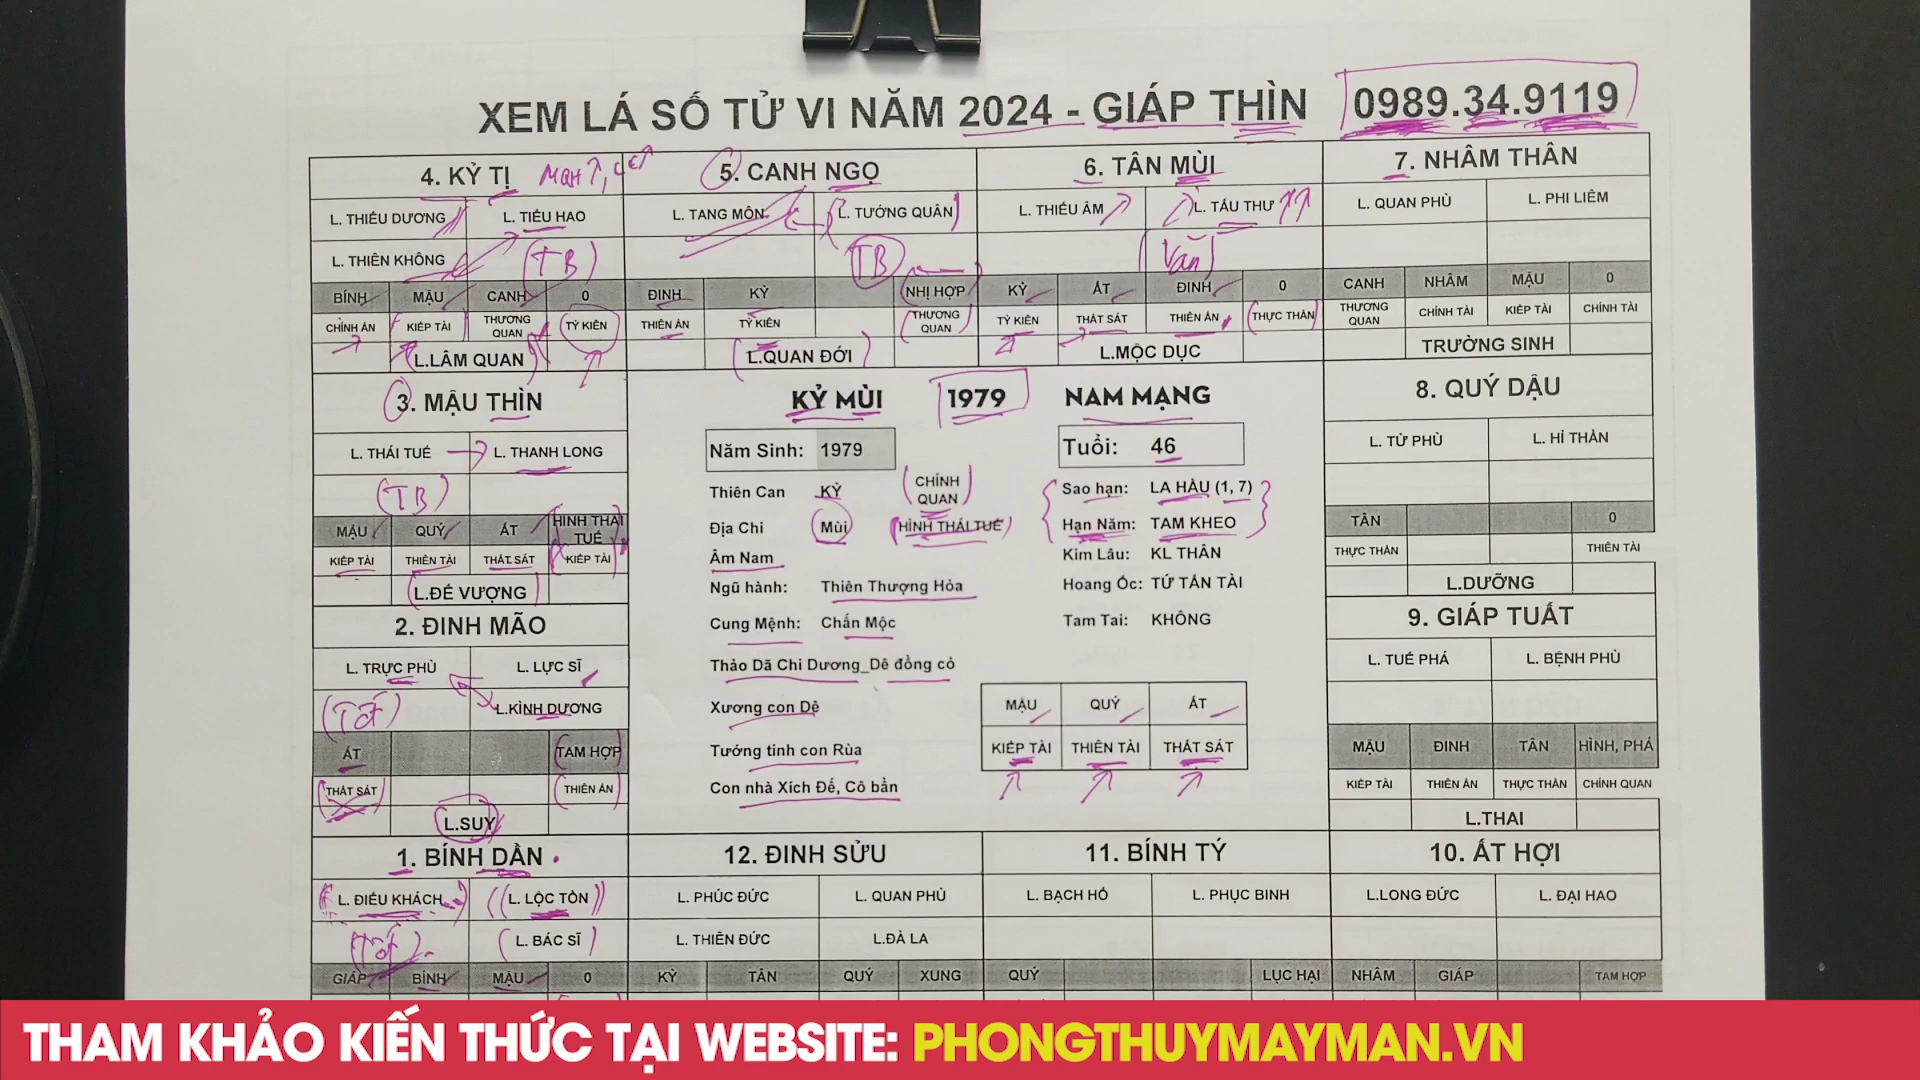 XEM LÁ SỐ TỬ VI NĂM 2024 - GIÁP THÌN 0989.34.9119
4. KỶ TỊ
L. THIẾU DƯƠNG L. TIỂU HAO
L. THIÊN KHÔNG (TB)
BÍNH MẬU CANH 0
CHÍNH ẤN KIẾP TÀI THƯƠNG QUAN TỶ KIÊN
L.LÂM QUAN
5. CANH NGỌ
L. TANG MÔN L. TƯỚNG QUÂN
(TB)
ĐINH KỶ NHỊ HỢP
THIÊN ẤN TỶ KIÊN THƯƠNG QUAN
L.QUAN ĐỚI
6. TÂN MÙI
L. THIẾU ÂM L. TẤU THƯ
Văn
KỶ ẤT ĐINH 0
TỶ KIÊN THẤT SÁT THIÊN ẤN THỰC THẦN
L.MỘC DỤC
7. NHÂM THÂN
L. QUAN PHÙ L. PHI LIÊM
CANH NHÂM MẬU 0
THƯƠNG QUAN CHÍNH TÀI KIẾP TÀI CHÍNH TÀI
TRƯỜNG SINH
3. MẬU THÌN
L. THÁI TUẾ L. THANH LONG
(TB)
MẬU QUÝ ẤT HÌNH THÁI TUẾ
KIẾP TÀI THIÊN TÀI THẤT SÁT KIẾP TÀI
L.ĐẾ VƯỢNG
KỶ MÙI 1979 NAM MẠNG
Năm Sinh: 1979 Tuổi: 46
Thiên Can KỶ CHÍNH QUAN Sao hạn: LA HẦU (1, 7)
Địa Chi Mùi HÌNH THÁI TUẾ Hạn Năm: TAM KHEO
Âm Nam Kim Lâu: KL THÂN
Ngũ hành: Thiên Thượng Hỏa Hoang Ốc: TỨ TẤN TÀI
Cung Mệnh: Chấn Mộc Tam Tai: KHÔNG
Thảo Dã Chi Dương_Dê đồng cỏ
Xương con Dê
Tướng tinh con Rùa
Con nhà Xích Đế, Cô bần
MẬU QUÝ ẤT
KIẾP TÀI THIÊN TÀI THẤT SÁT
8. QUÝ DẬU
L. TỬ PHÙ L. HỈ THẦN
TÂN 0
THỰC THẦN THIÊN TÀI
L.DƯỠNG
2. ĐINH MÃO
L. TRỰC PHÙ L. LỰC SĨ
(Tốt) L.KÌNH DƯƠNG
ẤT TAM HỢP
THẤT SÁT THIÊN ẤN
L.SUY
9. GIÁP TUẤT
L. TUẾ PHÁ L. BỆNH PHÙ
MẬU ĐINH TÂN HÌNH, PHÁ
KIẾP TÀI THIÊN ẤN THỰC THẦN CHÍNH QUAN
L.THAI
1. BÍNH DẦN
L. ĐIẾU KHÁCH L. LỘC TỒN
(Tốt) L. BÁC SĨ
GIÁP BÍNH MẬU 0
12. ĐINH SỬU
L. PHÚC ĐỨC L. QUAN PHỦ
L. THIÊN ĐỨC L.ĐÀ LA
KỶ TÂN QUÝ XUNG
11. BÍNH TÝ
L. BẠCH HỔ L. PHỤC BINH
QUÝ LỤC HẠI
10. ẤT HỢI
L.LONG ĐỨC L. ĐẠI HAO
NHÂM GIÁP TAM HỢP
THAM KHẢO KIẾN THỨC TẠI WEBSITE: PHONGTHUYMAYMAN.VN